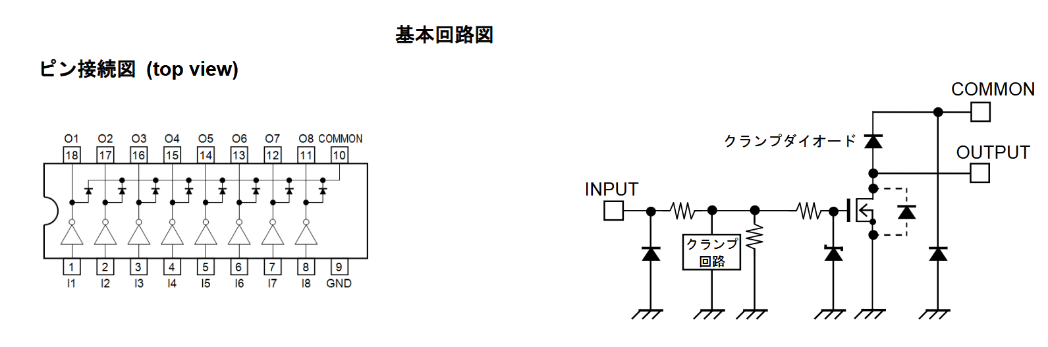 基本回路図
ピン接続図 (top view)
O1 O2 O3 O4 O5 O6 O7 O8 COMMON
18 17 16 15 14 13 12 11 10
1 2 3 4 5 6 7 8 9
I1 I2 I3 I4 I5 I6 I7 I8 GND
COMMON
クランプダイオード
OUTPUT
INPUT
クランプ
回路